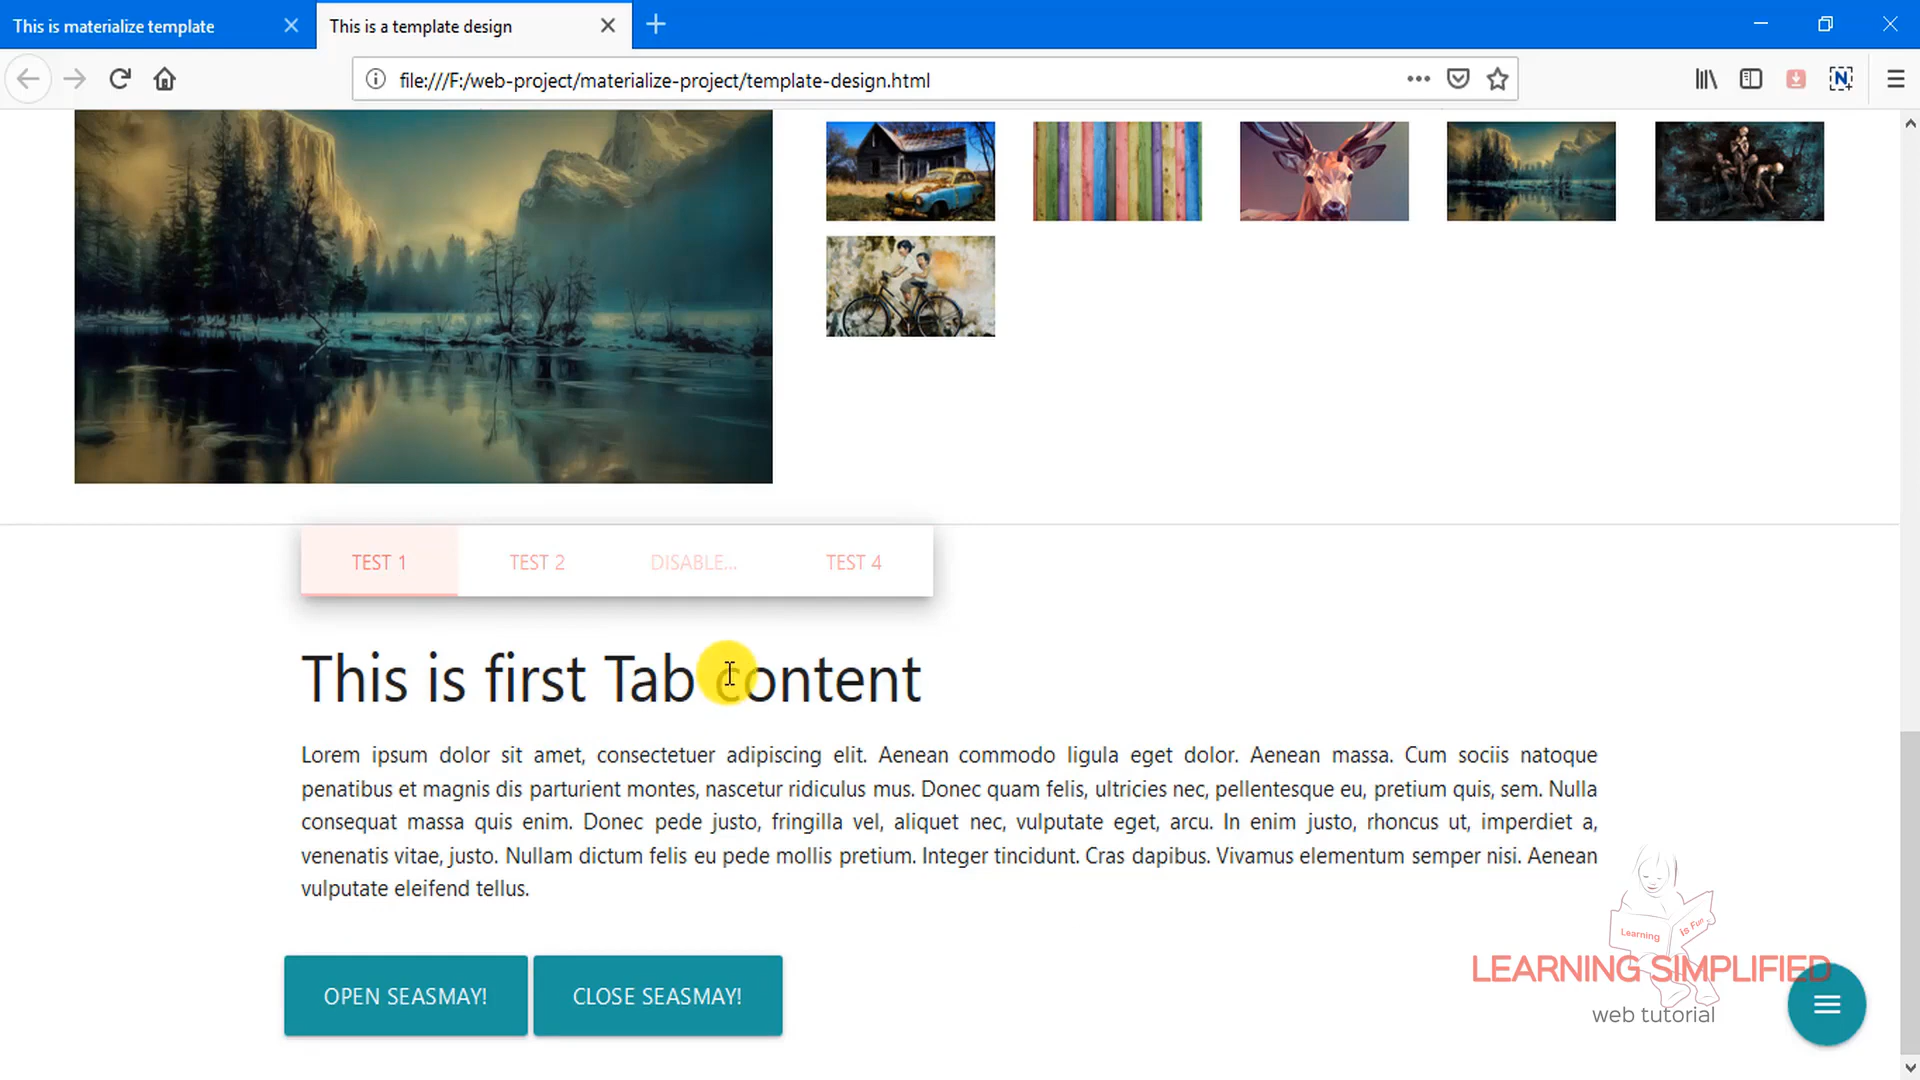 This is materialize template
This is a template design
file:///F:/web-project/materialize-project/template-design.html
TEST 1
TEST 2
DISABLE...
TEST 4
This is first Tab content
Lorem ipsum dolor sit amet, consectetuer adipiscing elit. Aenean commodo ligula eget dolor. Aenean massa. Cum sociis natoque
penatibus et magnis dis parturient montes, nascetur ridiculus mus. Donec quam felis, ultricies nec, pellentesque eu, pretium quis, sem. Nulla
consequat massa quis enim. Donec pede justo, fringilla vel, aliquet nec, vulputate eget, arcu. In enim justo, rhoncus ut, imperdiet a,
venenatis vitae, justo. Nullam dictum felis eu pede mollis pretium. Integer tincidunt. Cras dapibus. Vivamus elementum semper nisi. Aenean
vulputate eleifend tellus.
OPEN SEASMAY!
CLOSE SEASMAY!
Learning
is Fun
LEARNING SIMPLIFIED
web tutorial